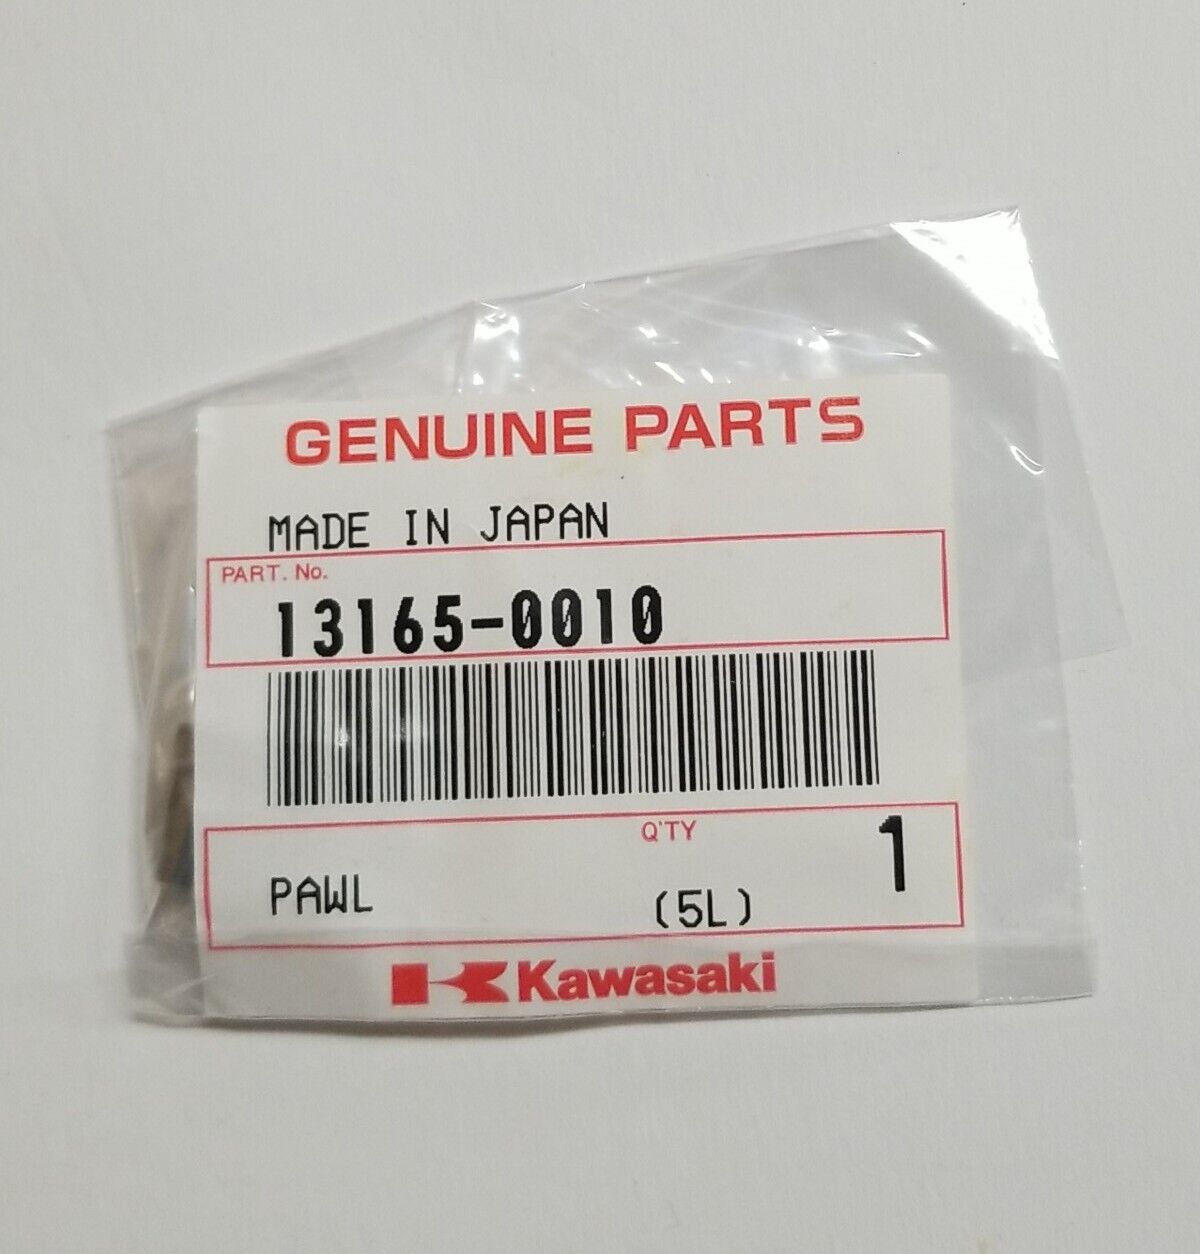 GENUINE PARTS
MADE IN JAPAN
PART. No.
13165-0010
Q'TY
1
PAWL (5L)
Kawasaki